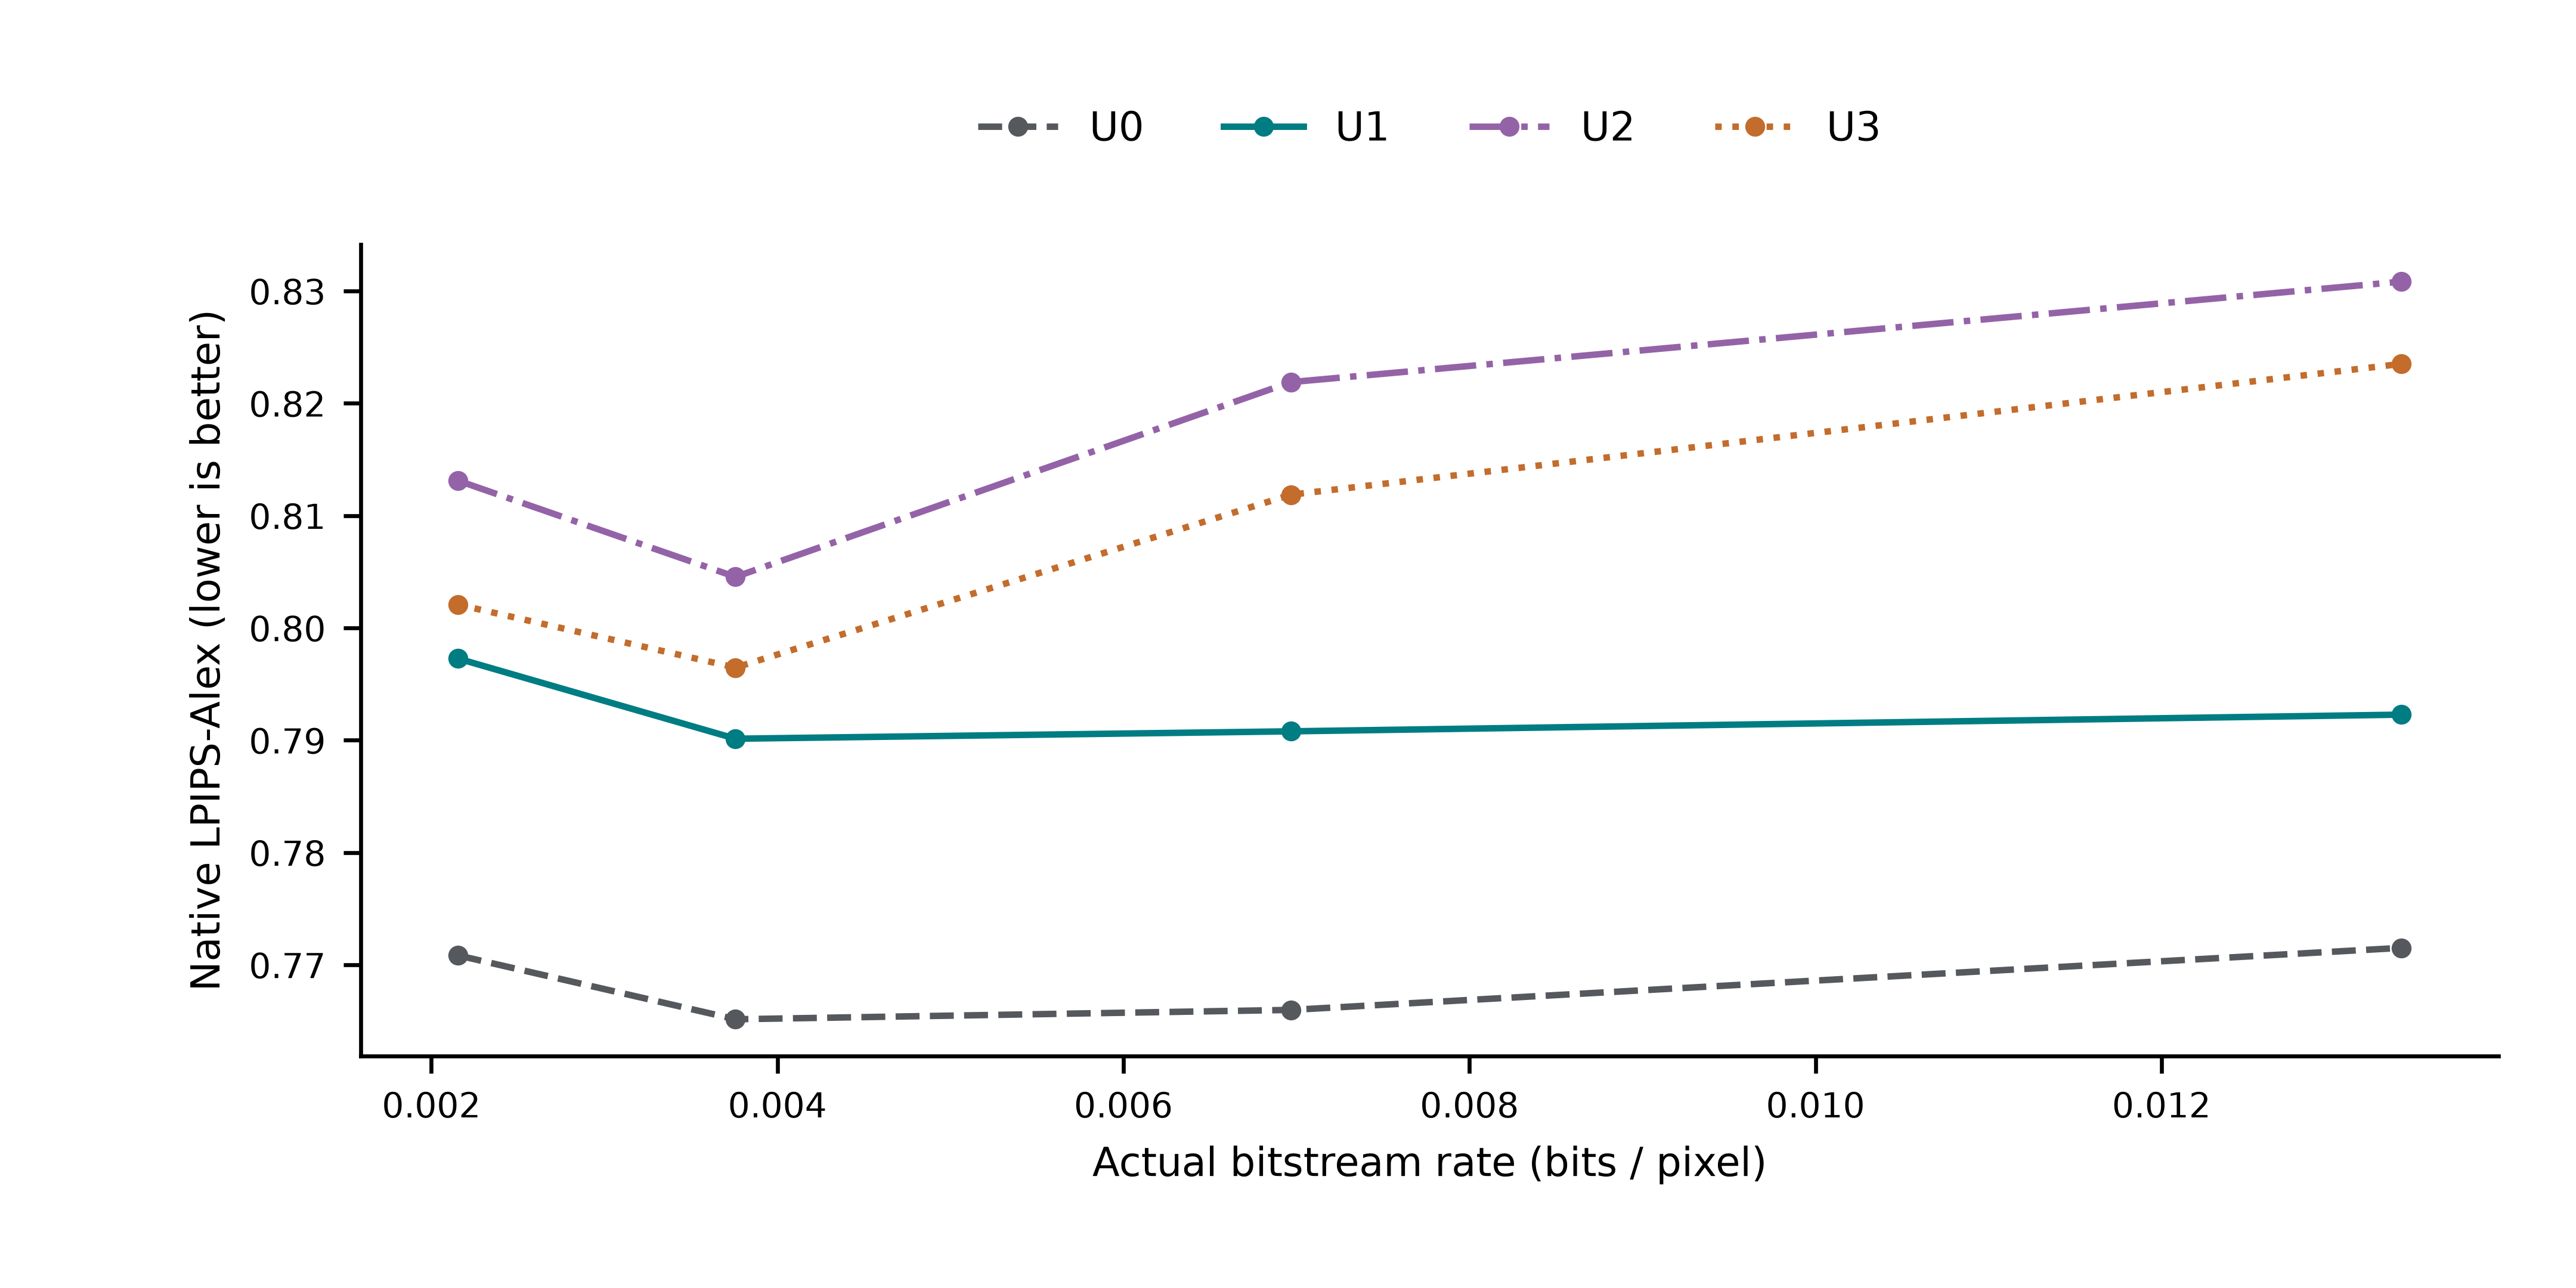 U0 U1 U2 U3
Native LPIPS-Alex (lower is better)
0.83
0.82
0.81
0.80
0.79
0.78
0.77
0.002 0.004 0.006 0.008 0.010 0.012
Actual bitstream rate (bits / pixel)